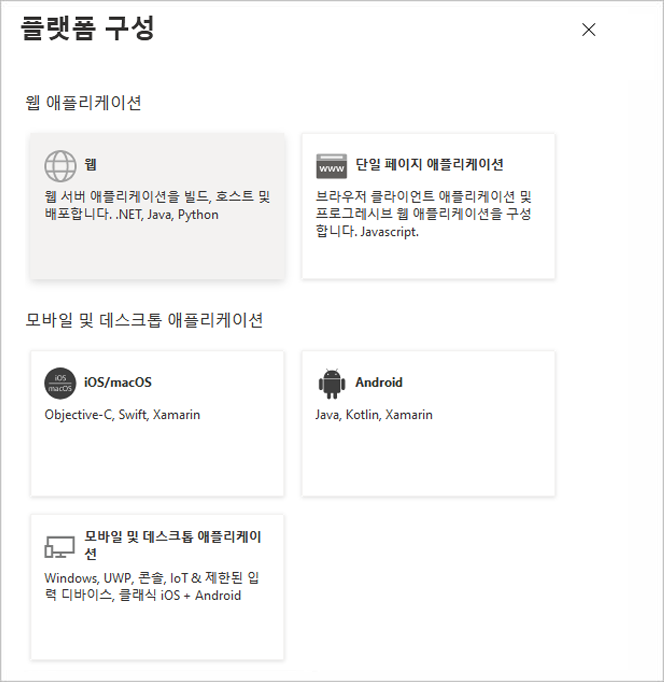 플랫폼 구성
웹 애플리케이션
웹
웹 서버 애플리케이션을 빌드, 호스트 및
배포합니다. .NET, Java, Python
www
단일 페이지 애플리케이션
브라우저 클라이언트 애플리케이션 및
프로그레시브 웹 애플리케이션을 구성
합니다. Javascript.
모바일 및 데스크톱 애플리케이션
iOS
macOS
iOS/macOS
Objective-C, Swift, Xamarin
Android
Java, Kotlin, Xamarin
모바일 및 데스크톱 애플리케이
션
Windows, UWP, 콘솔, IoT & 제한된 입
력 디바이스, 클래식 iOS + Android